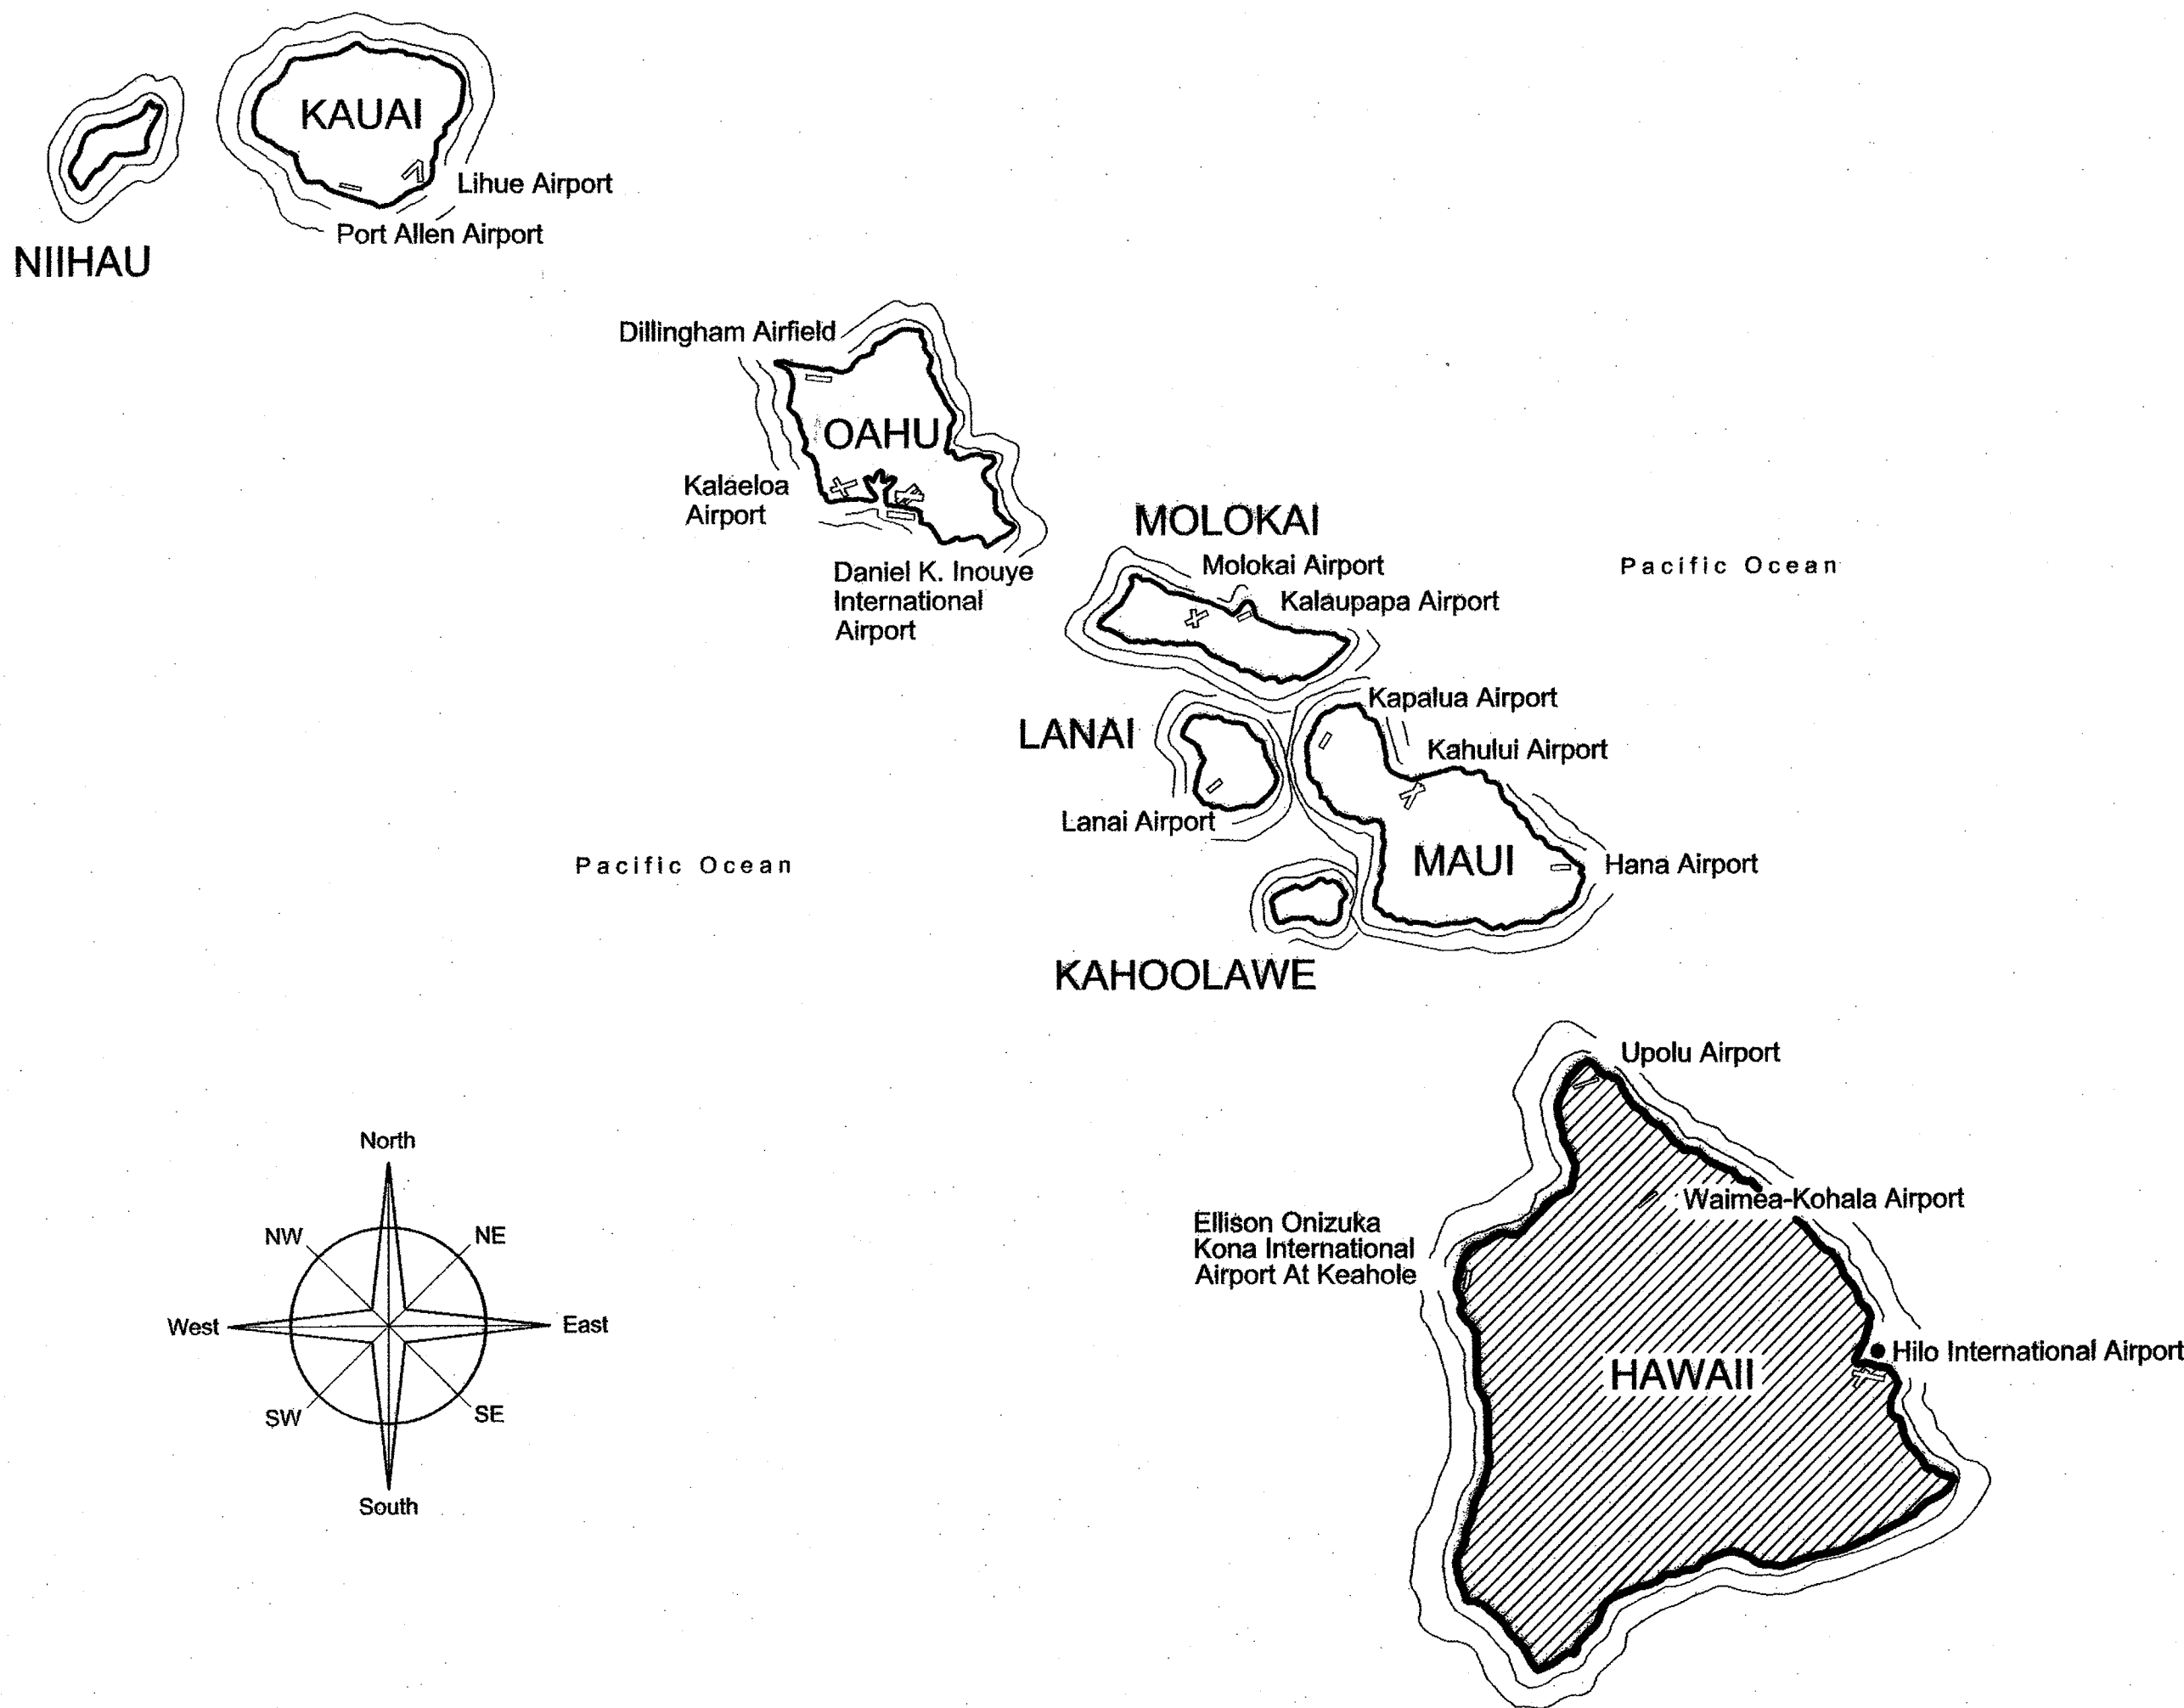 KAUAI
Lihue Airport
Port Allen Airport
NIIHAU
Dillingham Airfield
OAHU
Kalaeloa
Airport
Daniel K. Inouye
International
Airport
MOLOKAI
Molokai Airport
Kalaupapa Airport
Pacific Ocean
Kapalua Airport
LANAI
Kahului Airport
Lanai Airport
MAUI
Hana Airport
Pacific Ocean
KAHOOLAWE
Upolu Airport
Waimea-Kohala Airport
Ellison Onizuka
Kona International
Airport At Keahole
Hilo International Airport
HAWAII
North
NW
NE
West
East
SW
SE
South